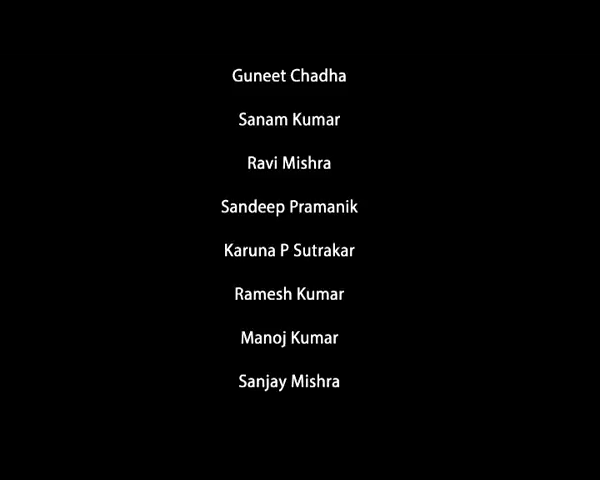 Guneet Chadha
Sanam Kumar
Ravi Mishra
Sandeep Pramanik
Karuna P Sutrakar
Ramesh Kumar
Manoj Kumar
Sanjay Mishra